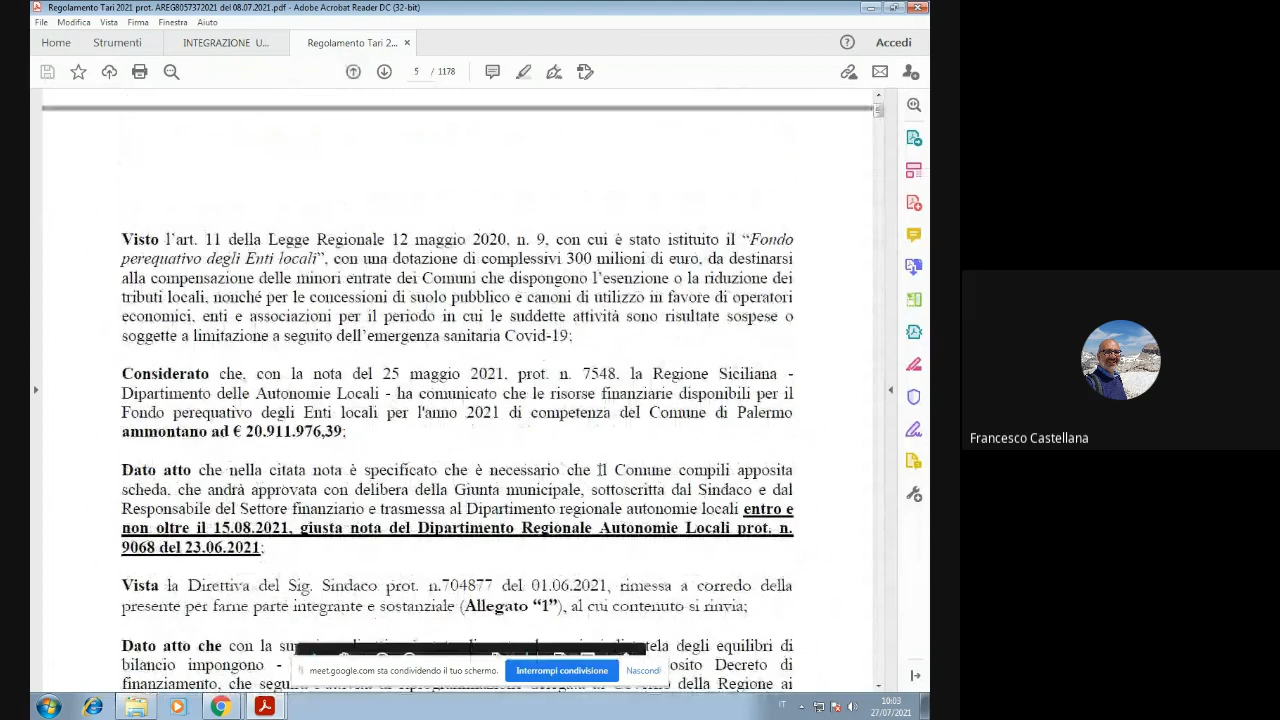 Regolamento Tari 2021 prot. AREG8057372021 del 08.07.2021.pdf - Adobe Acrobat Reader DC (32-bit)
File Modifica Vista Firma Finestra Aiuto
Home Strumenti INTEGRAZIONE U... Regolamento Tari 2... × Accedi
5 / 1178
Visto l'art. 11 della Legge Regionale 12 maggio 2020, n. 9, con cui è stato istituito il “Fondo
perequativo degli Enti locali”, con una dotazione di complessivi 300 milioni di euro, da destinarsi
alla compensazione delle minori entrate dei Comuni che dispongono l'esenzione o la riduzione dei
tributi locali, nonché per le concessioni di suolo pubblico e canoni di utilizzo in favore di operatori
economici, enti e associazioni per il periodo in cui le suddette attività sono risultate sospese o
soggette a limitazione a seguito dell'emergenza sanitaria Covid-19;
Considerato che, con la nota del 25 maggio 2021, prot. n. 7548, la Regione Siciliana -
Dipartimento delle Autonomie Locali - ha comunicato che le risorse finanziarie disponibili per il
Fondo perequativo degli Enti locali per l'anno 2021 di competenza del Comune di Palermo
ammontano ad € 20.911.976,39;
Dato atto che nella citata nota è specificato che è necessario che il Comune compili apposita
scheda, che andrà approvata con delibera della Giunta municipale, sottoscritta dal Sindaco e dal
Responsabile del Settore finanziario e trasmessa al Dipartimento regionale autonomie locali entro e
non oltre il 15.08.2021, giusta nota del Dipartimento Regionale Autonomie Locali prot. n.
9068 del 23.06.2021;
Vista la Direttiva del Sig. Sindaco prot. n.704877 del 01.06.2021, rimessa a corredo della
presente per farne parte integrante e sostanziale (Allegato “1”), al cui contenuto si rinvia;
Dato atto che con la degli equilibri di
bilancio impongono - Decreto di
meet.google.com sta condividendo il tuo schermo. Interrompi condivisione Nascondi
finanziamento, che della Regione ai
Francesco Castellana
IT 10:03
27/07/2021